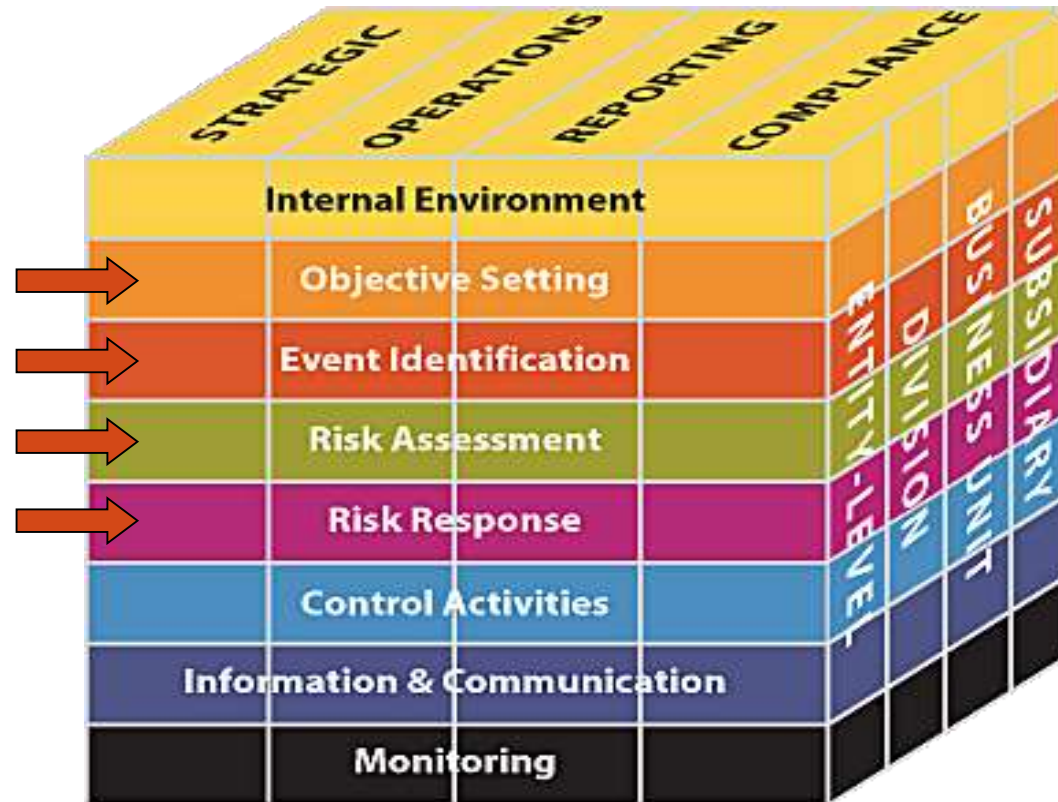 STRATEGIC
OPERATIONS
REPORTING
COMPLIANCE
Internal Environment
Objective Setting
Event Identification
Risk Assessment
Risk Response
Control Activities
Information & Communication
Monitoring
ENTITY-LEVEL
DIVISION
BUSINESS UNIT
SUBSIDIARY